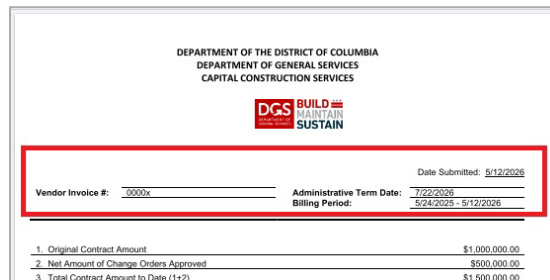 DEPARTMENT OF THE DISTRICT OF COLUMBIA
DEPARTMENT OF GENERAL SERVICES
CAPITAL CONSTRUCTION SERVICES
DGS BUILD
DEPARTMENT OF MAINTAIN
GENERAL SERVICES SUSTAIN
Date Submitted: 5/12/2026
Vendor Invoice #: 0000x Administrative Term Date: 7/22/2026
Billing Period: 5/24/2025 - 5/12/2026
1. Original Contract Amount $1,000,000.00
2. Net Amount of Change Orders Approved $500,000.00
3. Total Contract Amount to Date (1+2) $1,500,000.00